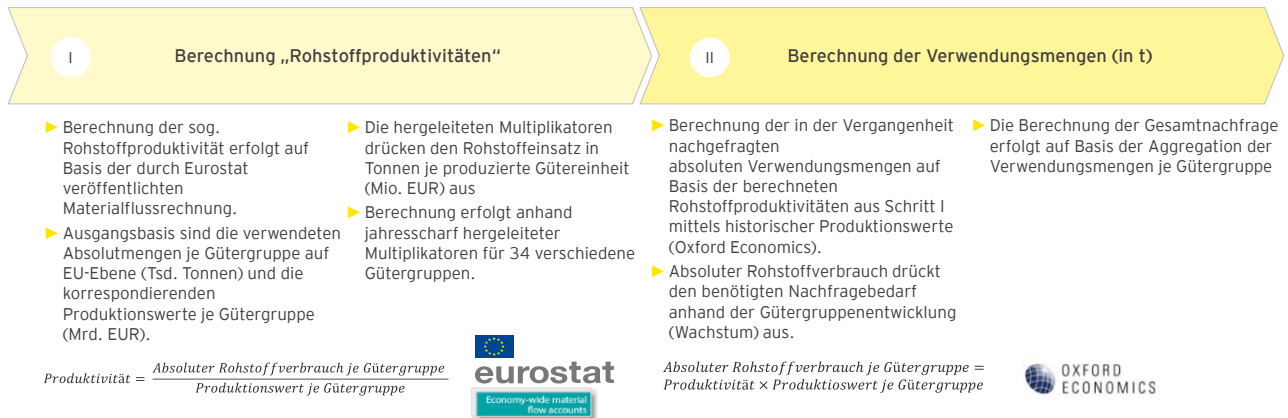 I
Berechnung „Rohstoffproduktivitäten“
II
Berechnung der Verwendungsmengen (in t)
► Berechnung der sog.
Rohstoffproduktivität erfolgt auf
Basis der durch Eurostat
veröffentlichten
Materialflussrechnung.
► Ausgangsbasis sind die verwendeten
Absolutmengen je Gütergruppe auf
EU-Ebene (Tsd. Tonnen) und die
korrespondierenden
Produktionswerte je Gütergruppe
(Mrd. EUR).
► Die hergeleiteten Multiplikatoren
drücken den Rohstoffeinsatz in
Tonnen je produzierte Gütereinheit
(Mio. EUR) aus
► Berechnung erfolgt anhand
jahresscharf hergeleiteter
Multiplikatoren für 34 verschiedene
Gütergruppen.
Produktivität = Absoluter Rohstoffverbrauch je Gütergruppe
Produktionswert je Gütergruppe
eurostat
Economy-wide material
flow accounts
► Berechnung der in der Vergangenheit
nachgefragten
absoluten Verwendungsmengen auf
Basis der berechneten
Rohstoffproduktivitäten aus Schritt I
mittels historischer Produktionswerte
(Oxford Economics).
► Absoluter Rohstoffverbrauch drückt
den benötigten Nachfragebedarf
anhand der Gütergruppenentwicklung
(Wachstum) aus.
► Die Berechnung der Gesamtnachfrage
erfolgt auf Basis der Aggregation der
Verwendungsmengen je Gütergruppe
Absoluter Rohstoffverbrauch je Gütergruppe =
Produktivität × Produktioswert je Gütergruppe
OXFORD
ECONOMICS